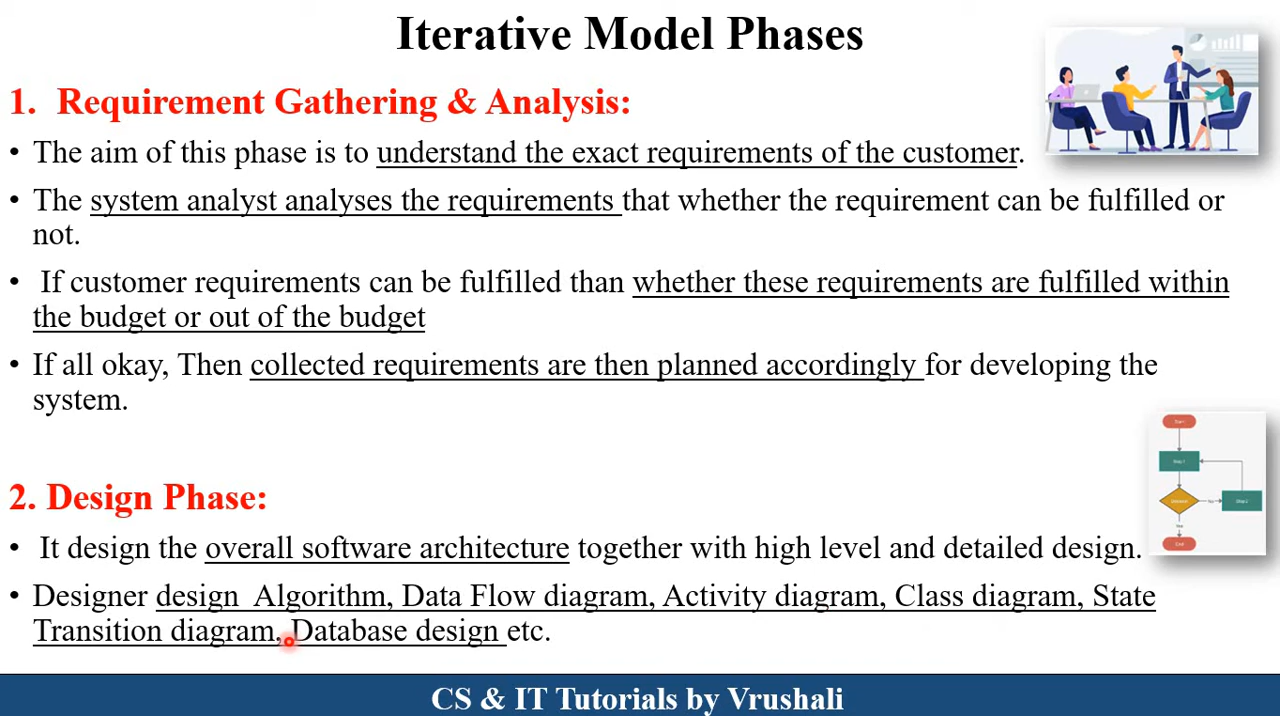 Iterative Model Phases
1. Requirement Gathering & Analysis:
• The aim of this phase is to understand the exact requirements of the customer.
• The system analyst analyses the requirements that whether the requirement can be fulfilled or
not.
• If customer requirements can be fulfilled than whether these requirements are fulfilled within
the budget or out of the budget
• If all okay, Then collected requirements are then planned accordingly for developing the
system.
2. Design Phase:
• It design the overall software architecture together with high level and detailed design.
• Designer design Algorithm, Data Flow diagram, Activity diagram, Class diagram, State
Transition diagram, Database design etc.
CS & IT Tutorials by Vrushali